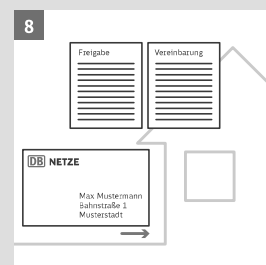 8
Freigabe
Vereinbarung
DB NETZE
Max Mustermann
Bahnstraße 1
Musterstadt